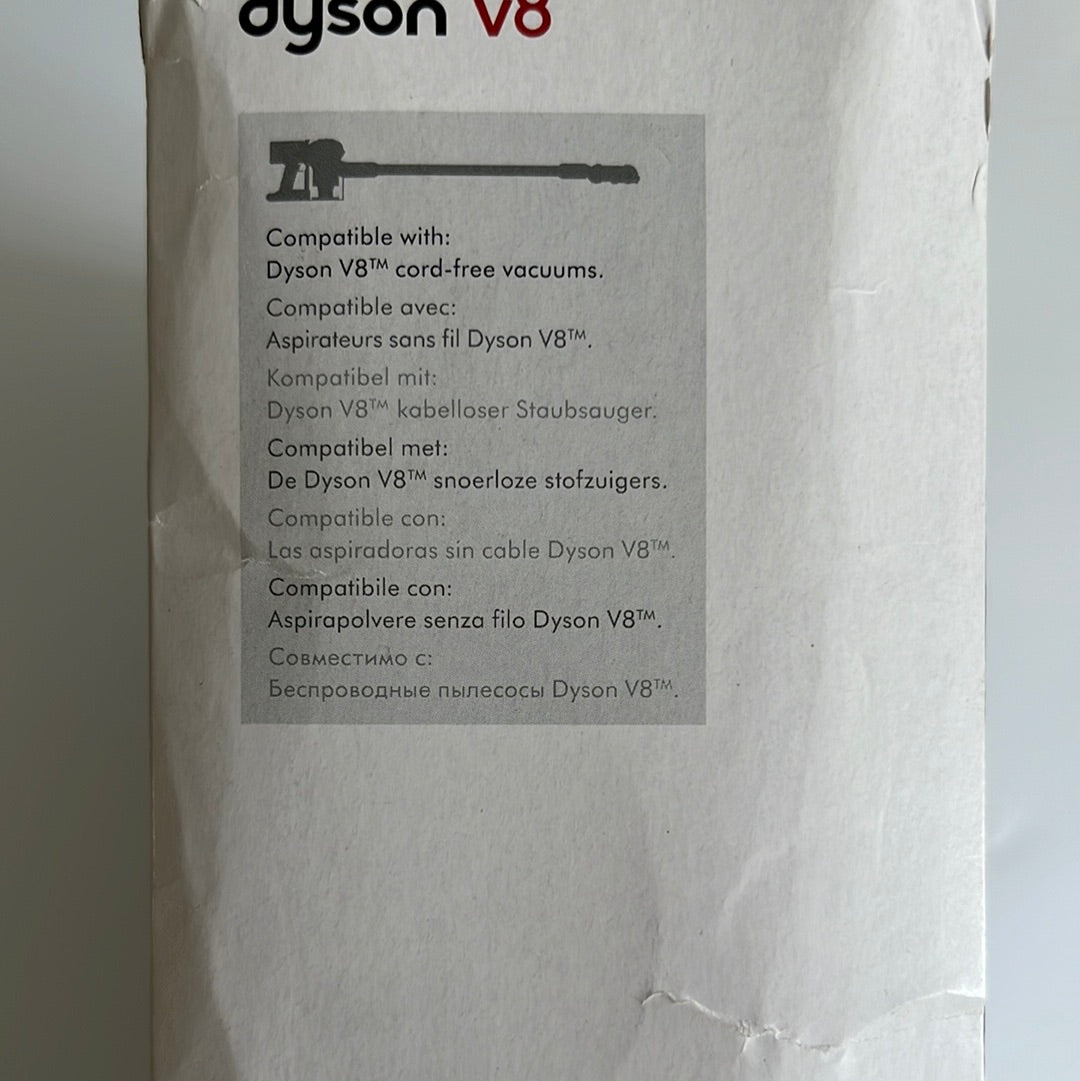 dyson V8
Compatible with:
Dyson V8™ cord-free vacuums.
Compatible avec:
Aspirateurs sans fil Dyson V8™.
Kompatibel mit:
Dyson V8™ kabelloser Staubsauger.
Compatibel met:
De Dyson V8™ snoerloze stofzuigers.
Compatible con:
Las aspiradoras sin cable Dyson V8™.
Compatibile con:
Aspirapolvere senza filo Dyson V8™.
Совместимо с:
Беспроводные пылесосы Dyson V8™.